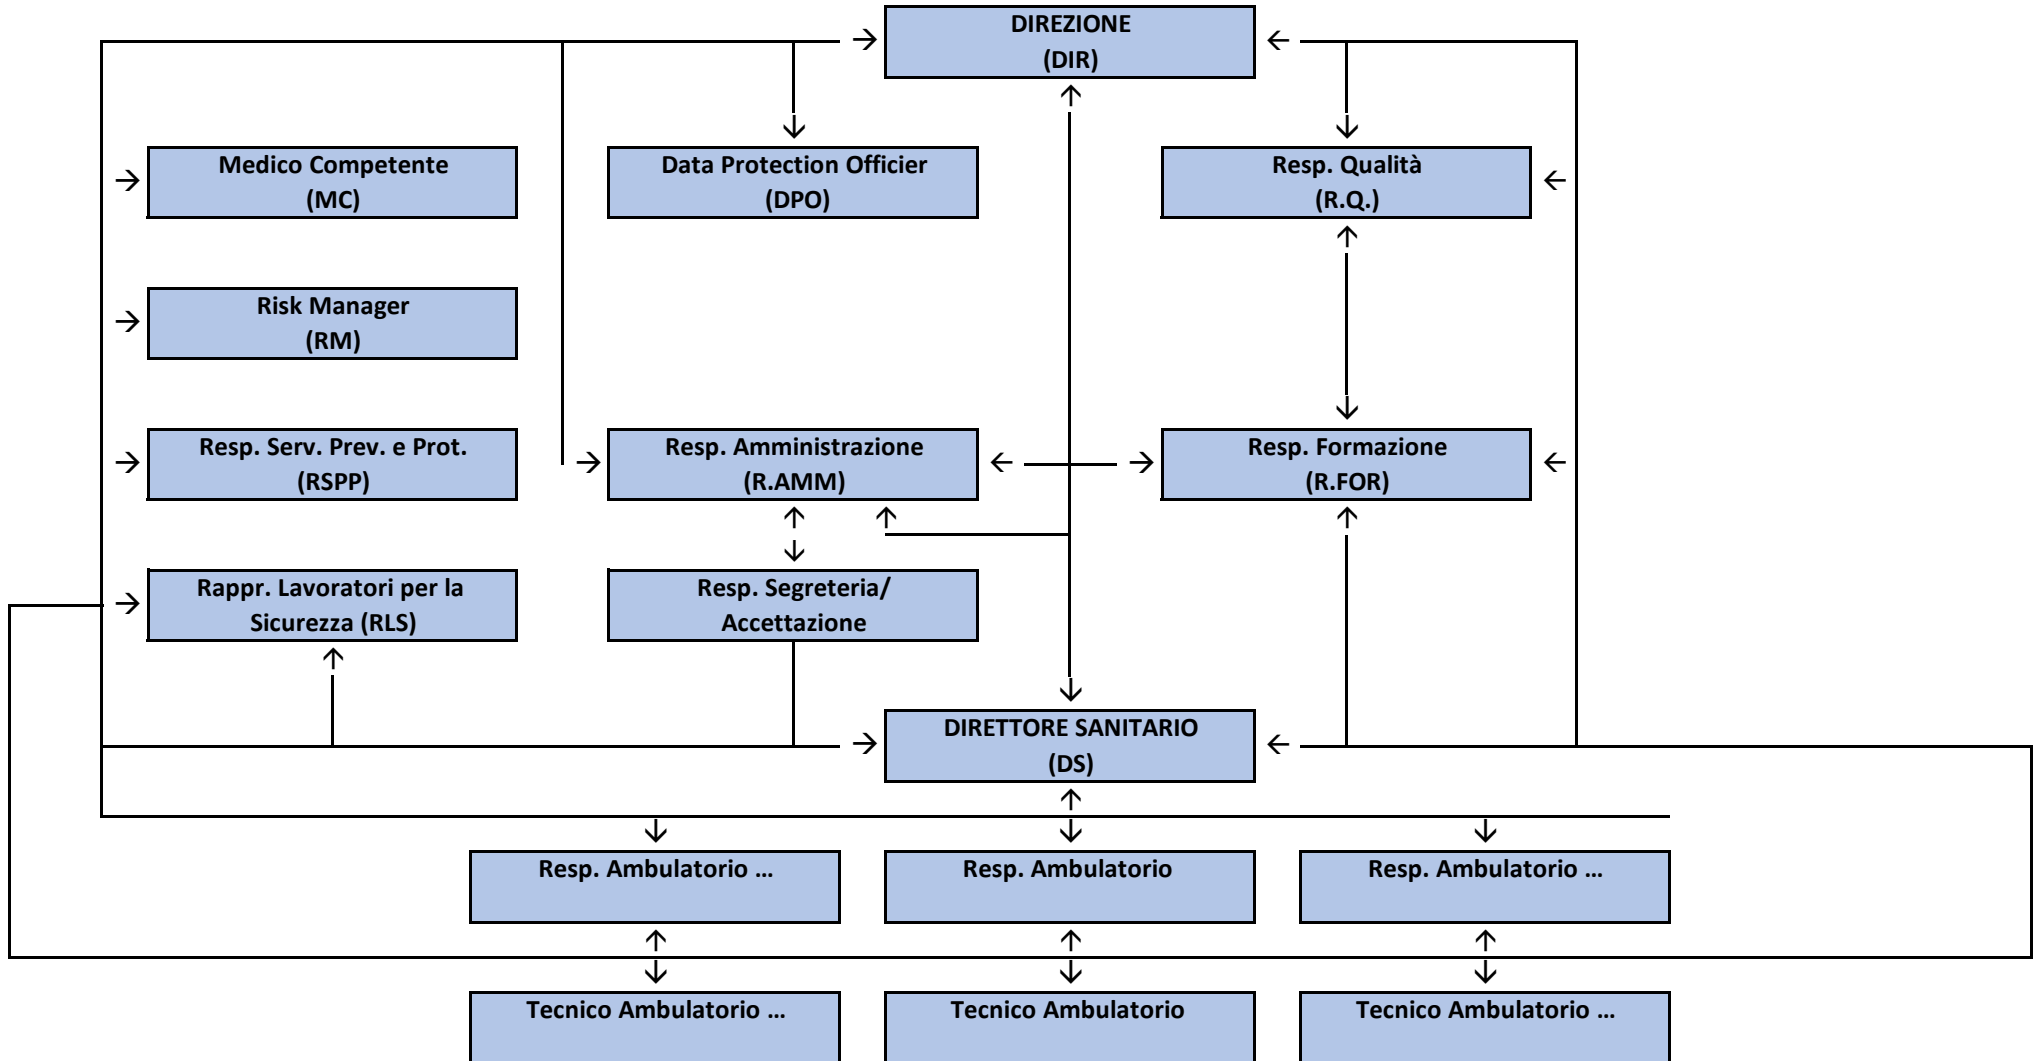 DIREZIONE
(DIR)
Medico Competente
(MC)
Data Protection Officier
(DPO)
Resp. Qualità
(R.Q.)
Risk Manager
(RM)
Resp. Serv. Prev. e Prot.
(RSPP)
Resp. Amministrazione
(R.AMM)
Resp. Formazione
(R.FOR)
Rappr. Lavoratori per la
Sicurezza (RLS)
Resp. Segreteria/
Accettazione
DIRETTORE SANITARIO
(DS)
Resp. Ambulatorio ...
Resp. Ambulatorio
Resp. Ambulatorio ...
Tecnico Ambulatorio ...
Tecnico Ambulatorio
Tecnico Ambulatorio ...